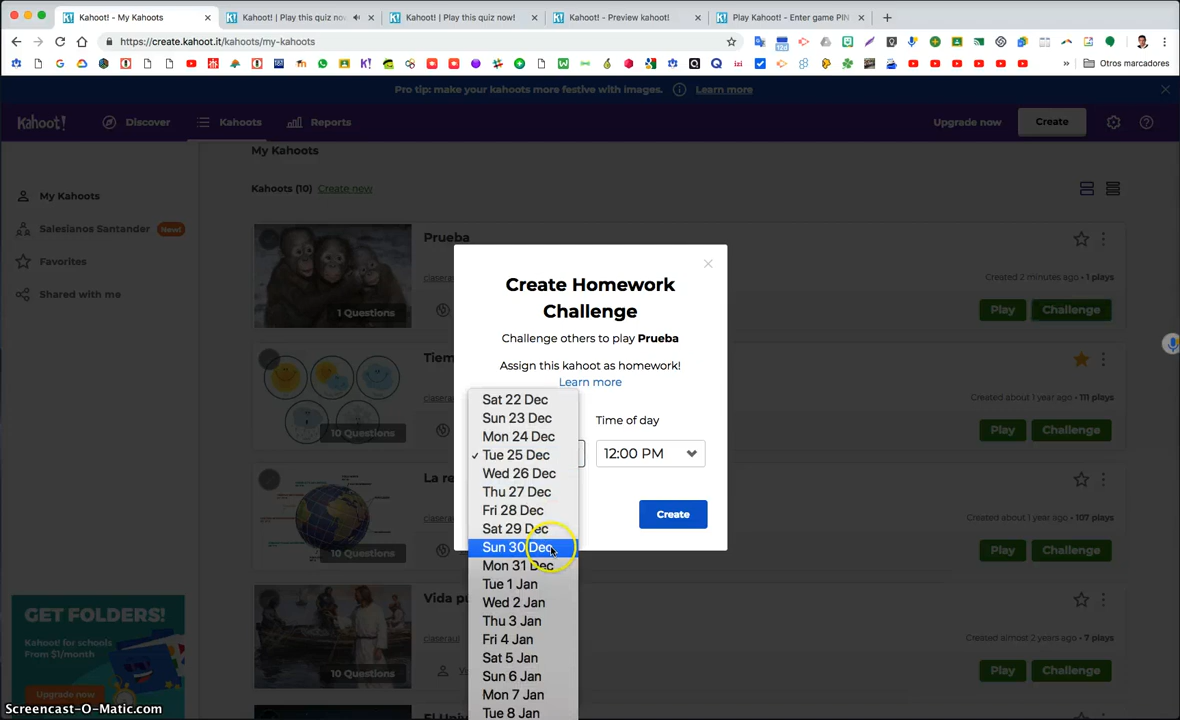 Kahoot! - My Kahoots
Kahoot! | Play this quiz now
Kahoot! | Play this quiz now!
Kahoot! - Preview kahoot!
Play Kahoot! - Enter game PIN
https://create.kahoot.it/kahoots/my-kahoots
Otros marcadores
Pro tip: make your kahoots more festive with images. Learn more
Kahoot! Discover Kahoots Reports Upgrade now Create
My Kahoots
Kahoots (10) Create new
My Kahoots
Salesianos Santander New!
Favorites
Shared with me
Prueba
Created 2 minutes ago • 1 plays
1 Questions
Play Challenge
Tiem
Created about 1 year ago • 111 plays
10 Questions
Play Challenge
La re
Created about 1 year ago • 107 plays
10 Questions
Play Challenge
Vida p
Created almost 2 years ago • 7 plays
10 Questions
Play Challenge
El Univ
Create Homework
Challenge
Challenge others to play Prueba
Assign this kahoot as homework!
Learn more
Time of day
12:00 PM
Create
Sat 22 Dec
Sun 23 Dec
Mon 24 Dec
✓ Tue 25 Dec
Wed 26 Dec
Thu 27 Dec
Fri 28 Dec
Sat 29 Dec
Sun 30 Dec
Mon 31 Dec
Tue 1 Jan
Wed 2 Jan
Thu 3 Jan
Fri 4 Jan
Sat 5 Jan
Sun 6 Jan
Mon 7 Jan
Tue 8 Jan
GET FOLDERS!
Kahoot! for schools
From $1/month
Upgrade now
Screencast-O-Matic.com